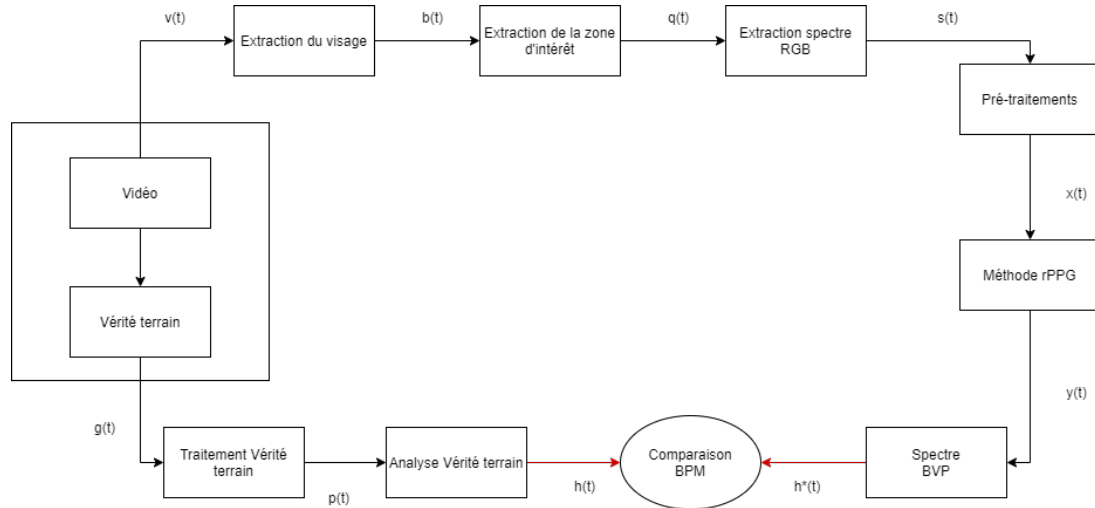 v(t)
b(t)
q(t)
s(t)
Extraction du visage
Extraction de la zone
d'intérêt
Extraction spectre
RGB
Pré-traitements
Vidéo
x(t)
Méthode rPPG
Vérité terrain
y(t)
g(t)
Traitement Vérité
terrain
Analyse Vérité terrain
Comparaison
BPM
Spectre
BVP
p(t)
h(t)
h*(t)